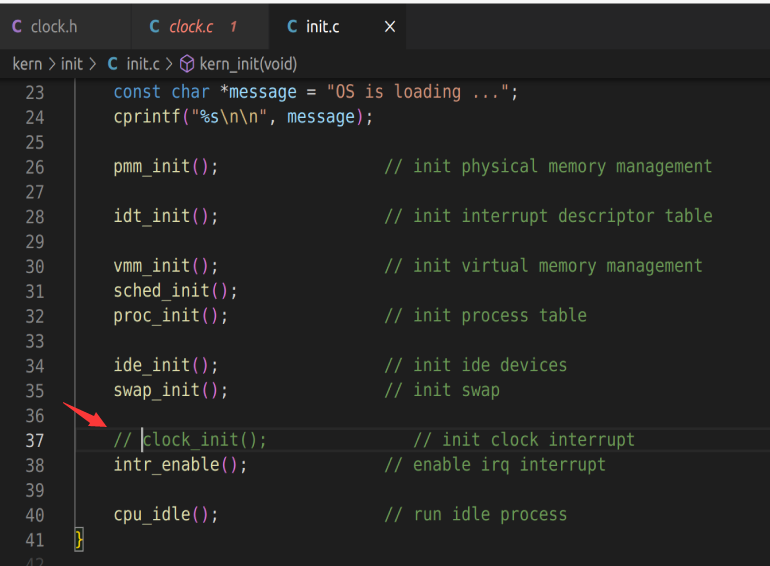 clock.h clock.c 1 init.c
kern > init > C init.c > kern_init(void)
23 const char *message = "OS is loading ...";
24 cprintf("%s\n\n", message);
25
26 pmm_init(); // init physical memory management
27
28 idt_init(); // init interrupt descriptor table
29
30 vmm_init(); // init virtual memory management
31 sched_init();
32 proc_init(); // init process table
33
34 ide_init(); // init ide devices
35 swap_init(); // init swap
36
37 // clock_init(); // init clock interrupt
38 intr_enable(); // enable irq interrupt
39
40 cpu_idle(); // run idle process
41 }
42